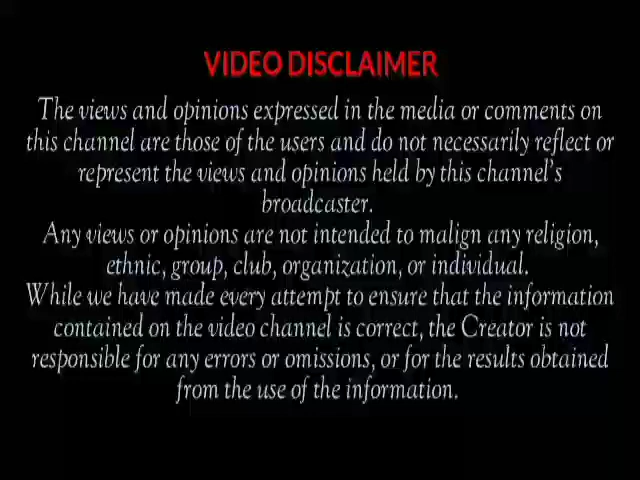 VIDEO DISCLAIMER
The views and opinions expressed in the media or comments on
this channel are those of the users and do not necessarily reflect or
represent the views and opinions held by this channel's
broadcaster.
Any views or opinions are not intended to malign any religion,
ethnic, group, club, organization, or individual.
While we have made every attempt to ensure that the information
contained on the video channel is correct, the Creator is not
responsible for any errors or omissions, or for the results obtained
from the use of the information.